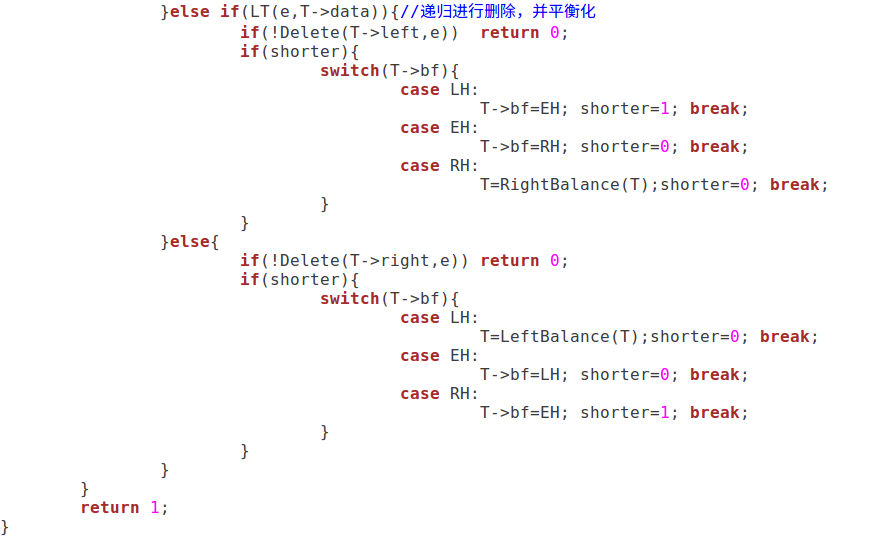 }else if(LT(e,T->data)){//递归进行删除，并平衡化
if(!Delete(T->left,e))  return 0;
if(shorter){
switch(T->bf){
case LH:
T->bf=EH; shorter=1; break;
case EH:
T->bf=RH; shorter=0; break;
case RH:
T=RightBalance(T);shorter=0; break;
}
}
}else{
if(!Delete(T->right,e)) return 0;
if(shorter){
switch(T->bf){
case LH:
T=LeftBalance(T);shorter=0; break;
case EH:
T->bf=LH; shorter=0; break;
case RH:
T->bf=EH; shorter=1; break;
}
}
}
}
return 1;
}